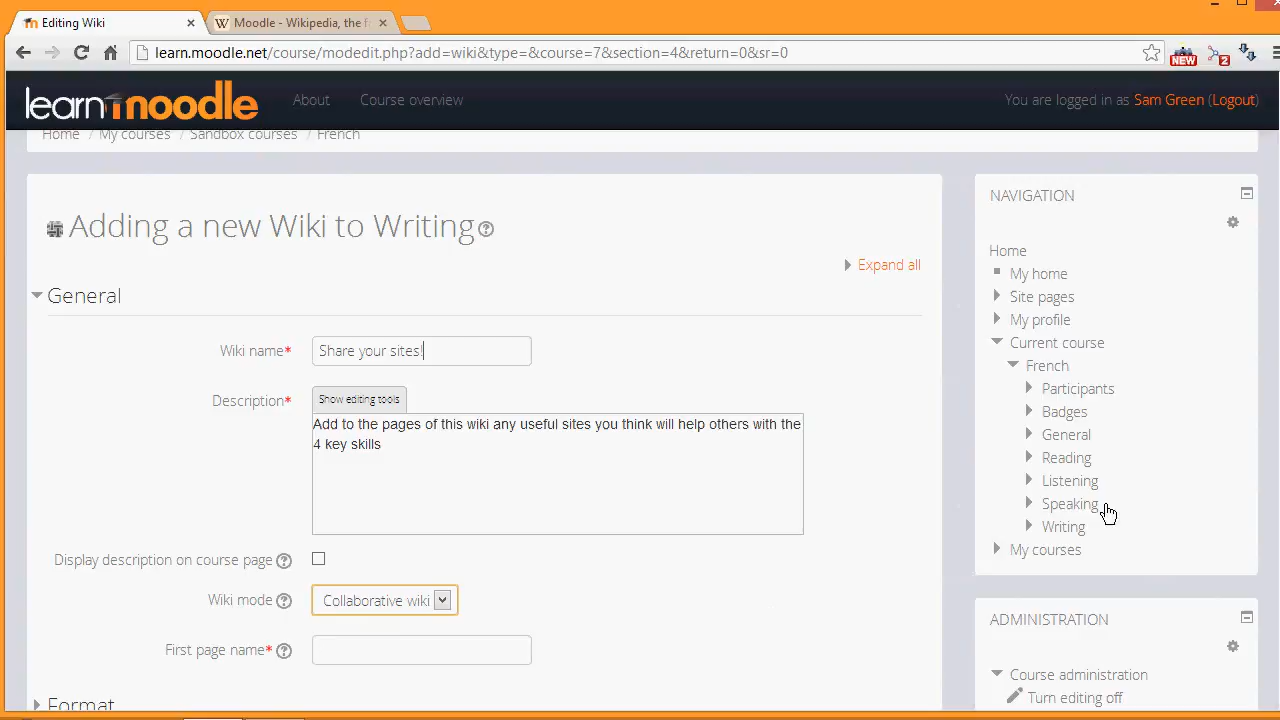 Editing Wiki
Moodle - Wikipedia, the f
learn.moodle.net/course/modedit.php?add=wiki&type=&course=7&section=4&return=0&sr=0
NEW
2
learn moodle
About
Course overview
You are logged in as Sam Green (Logout)
Home / My courses / Sandbox courses / French
Adding a new Wiki to Writing
Expand all
General
Wiki name*
Share your sites!
Description*
Show editing tools
Add to the pages of this wiki any useful sites you think will help others with the
4 key skills
Display description on course page
Wiki mode
Collaborative wiki
First page name*
Format
NAVIGATION
Home
My home
Site pages
My profile
Current course
French
Participants
Badges
General
Reading
Listening
Speaking
Writing
My courses
ADMINISTRATION
Course administration
Turn editing off